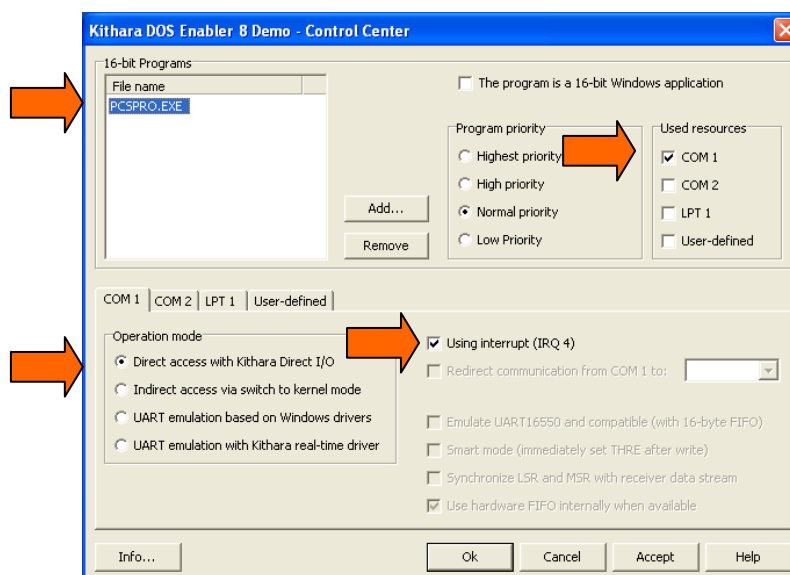 Kithara DOS Enabler 8 Demo - Control Center
16-bit Programs
File name
PCSPRO.EXE
Add...
Remove
The program is a 16-bit Windows application
Program priority
Highest priority
High priority
Normal priority
Low Priority
Used resources
COM 1
COM 2
LPT 1
User-defined
COM 1 COM 2 LPT 1 User-defined
Operation mode
Direct access with Kithara Direct I/O
Indirect access via switch to kernel mode
UART emulation based on Windows drivers
UART emulation with Kithara real-time driver
Using interrupt (IRQ 4)
Redirect communication from COM 1 to:
Emulate UART16550 and compatible (with 16-byte FIFO)
Smart mode (immediately set THRE after write)
Synchronize LSR and MSR with receiver data stream
Use hardware FIFO internally when available
Info... Ok Cancel Accept Help